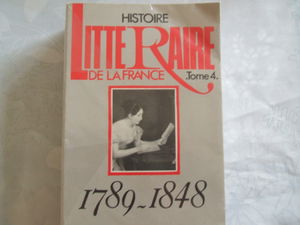 HISTOIRE
LITTERAIRE
DE LA FRANCE .Tome 4.
1789~1848